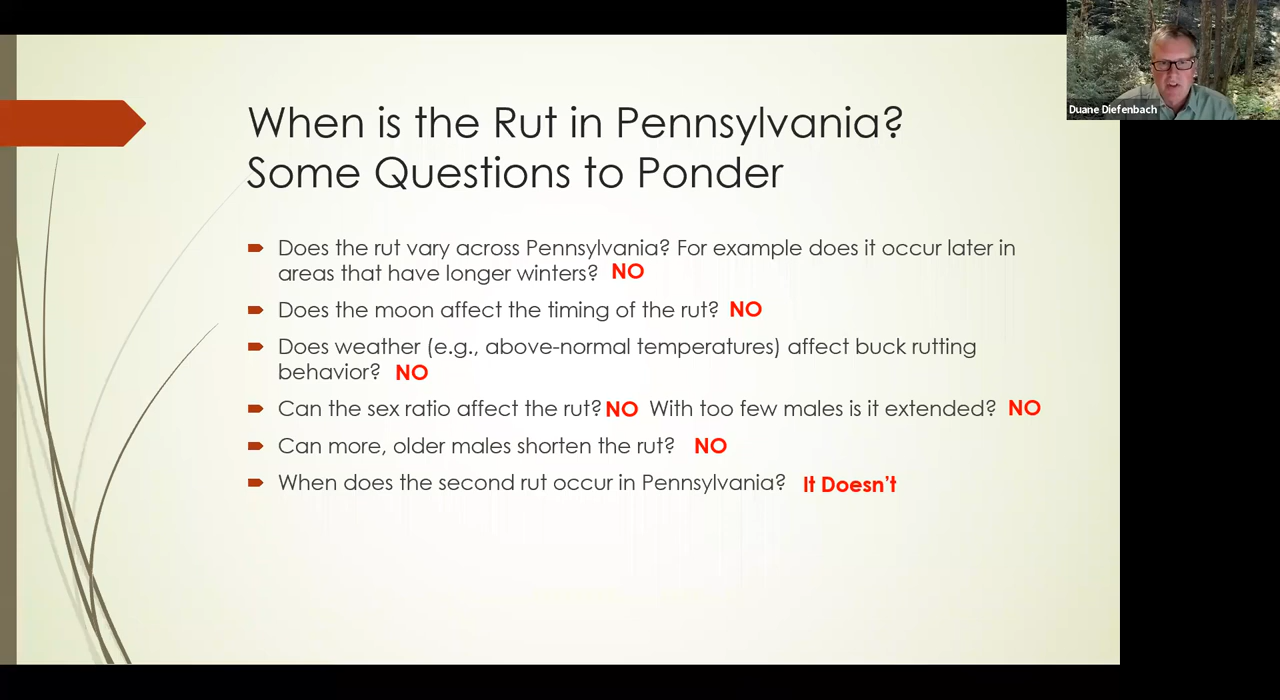 Duane Diefenbach
When is the Rut in Pennsylvania?
Some Questions to Ponder
Does the rut vary across Pennsylvania? For example does it occur later in
areas that have longer winters? NO
Does the moon affect the timing of the rut? NO
Does weather (e.g., above-normal temperatures) affect buck rutting
behavior? NO
Can the sex ratio affect the rut? NO With too few males is it extended? NO
Can more, older males shorten the rut? NO
When does the second rut occur in Pennsylvania? It Doesn't